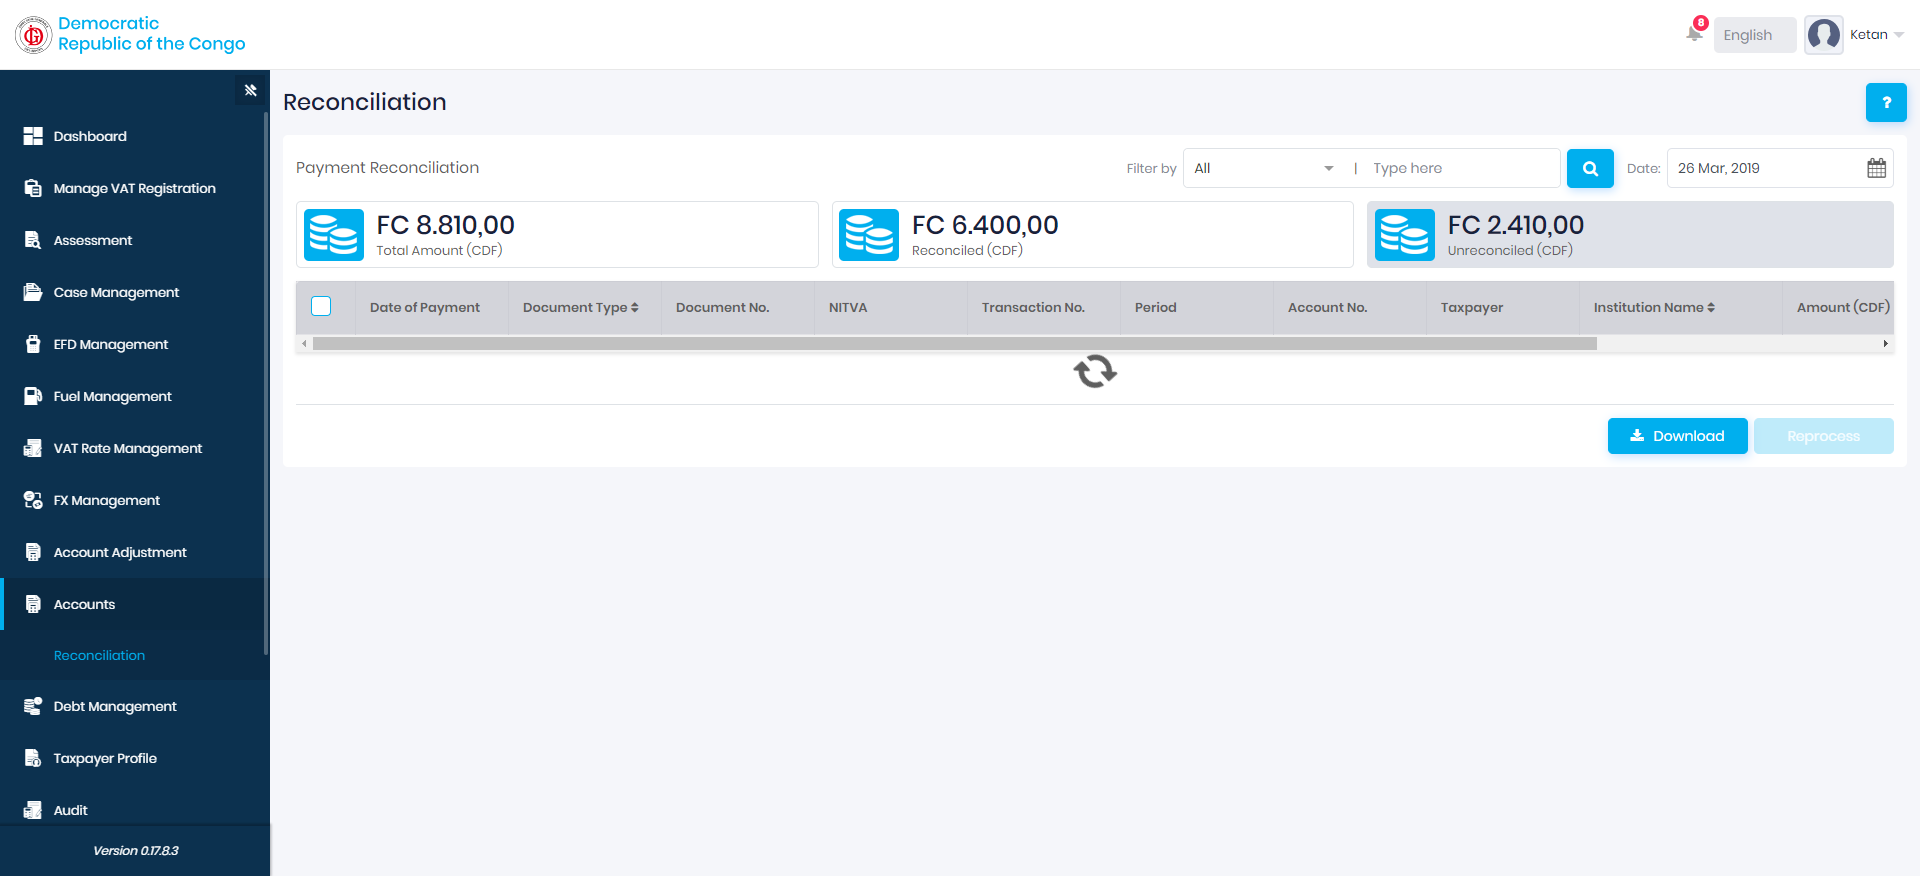 Democratic
Republic of the Congo
8
English
Ketan
Dashboard
Manage VAT Registration
Assessment
Case Management
EFD Management
Fuel Management
VAT Rate Management
FX Management
Account Adjustment
Accounts
Reconciliation
Debt Management
Taxpayer Profile
Audit
Version 0.17.8.3
Reconciliation
?
Payment Reconciliation
Filter by All | Type here
Date: 26 Mar, 2019
FC 8.810,00
Total Amount (CDF)
FC 6.400,00
Reconciled (CDF)
FC 2.410,00
Unreconciled (CDF)
Date of Payment Document Type Document No. NITVA Transaction No. Period Account No. Taxpayer Institution Name Amount (CDF)
Download
Reprocess